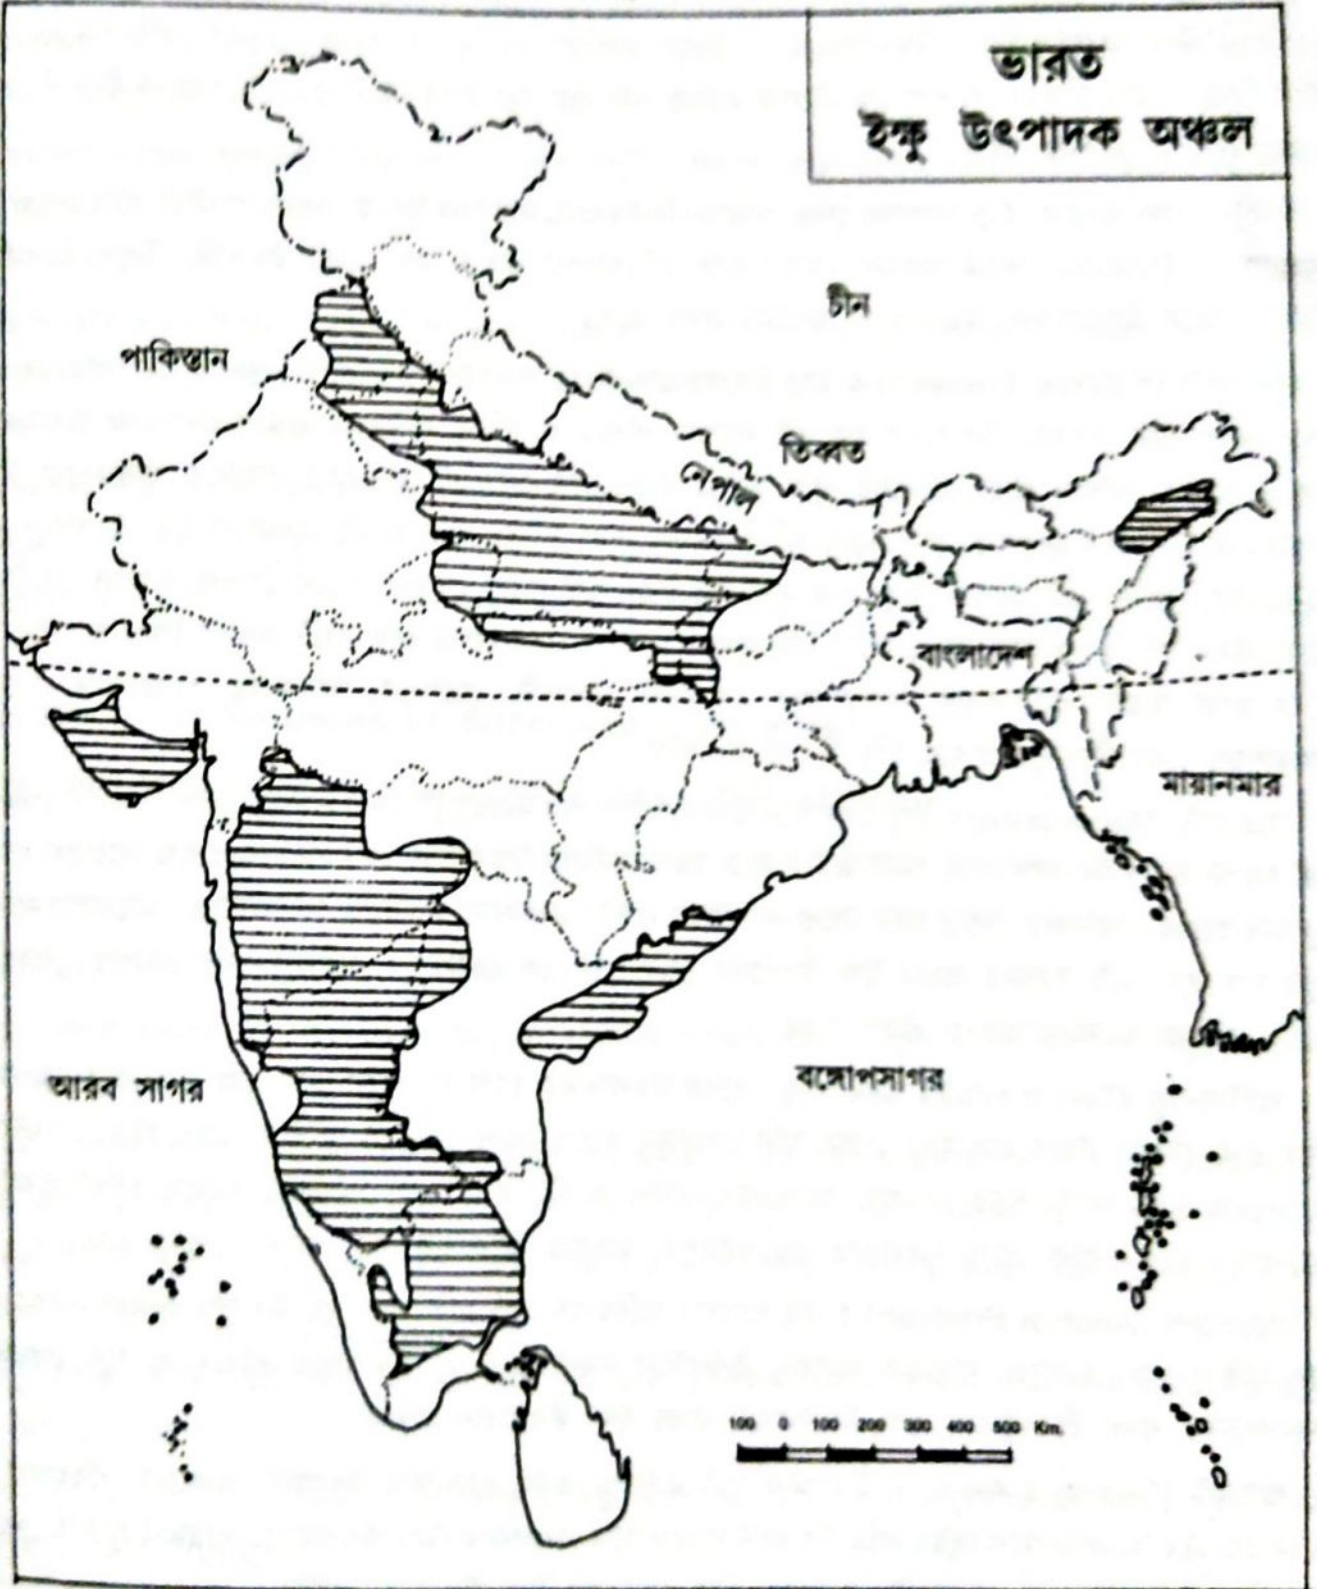 ভারত
ইক্ষু উৎপাদক অঞ্চল
চীন
পাকিস্তান
তিব্বত
নেপাল
বাংলাদেশ
মায়ানমার
আরব সাগর
বঙ্গোপসাগর
100 0 100 200 300 400 500 Km.